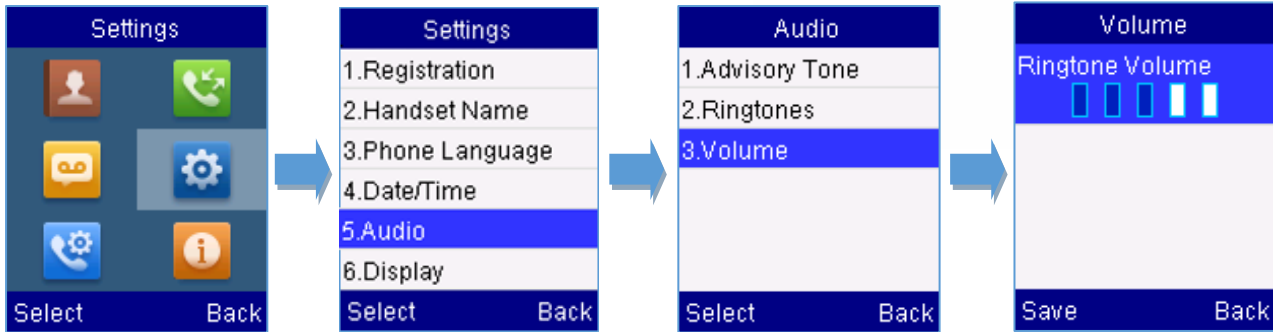 Settings
Select Back
Settings
1.Registration
2.Handset Name
3.Phone Language
4.Date/Time
5.Audio
6.Display
Select Back
Audio
1.Advisory Tone
2.Ringtones
3.Volume
Select Back
Volume
Ringtone Volume
Save Back